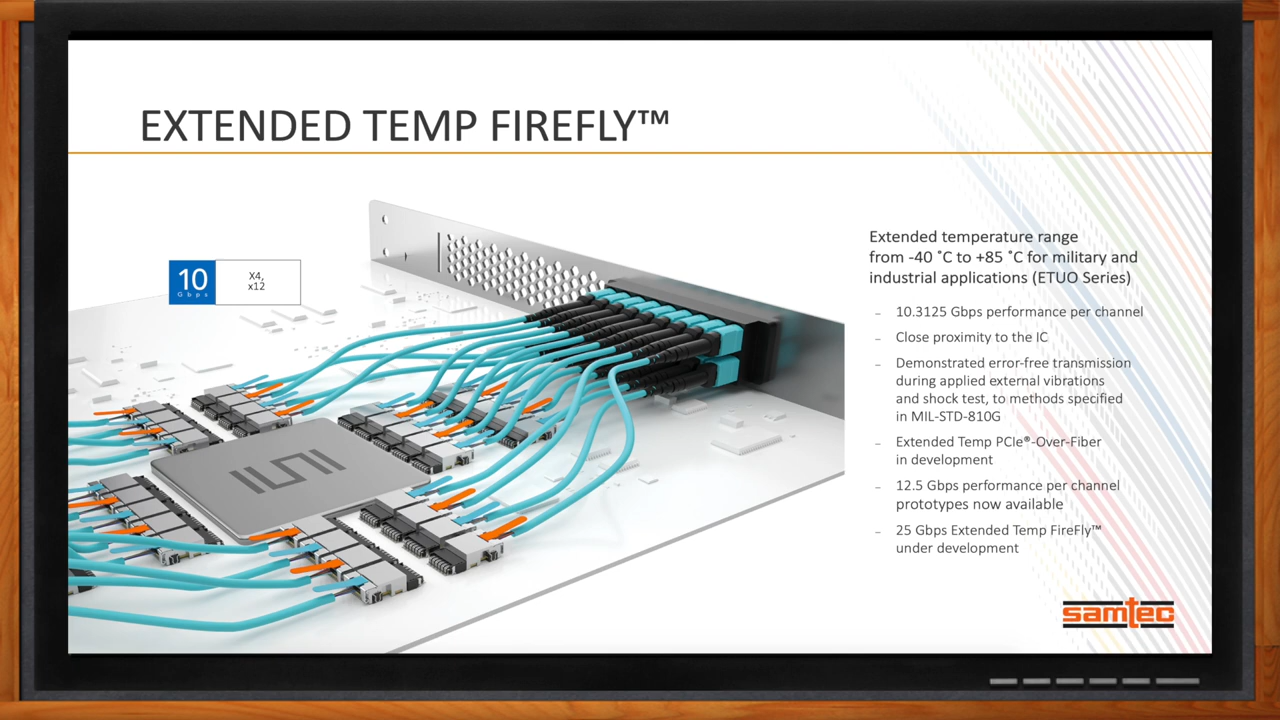 EXTENDED TEMP FIREFLY™
10
Gbps
X4,
x12
Extended temperature range
from -40 ˚C to +85 ˚C for military and
industrial applications (ETUO Series)
– 10.3125 Gbps performance per channel
– Close proximity to the IC
– Demonstrated error-free transmission
during applied external vibrations
and shock test, to methods specified
in MIL-STD-810G
– Extended Temp PCIe®-Over-Fiber
in development
– 12.5 Gbps performance per channel
prototypes now available
– 25 Gbps Extended Temp FireFly™
under development
samtec